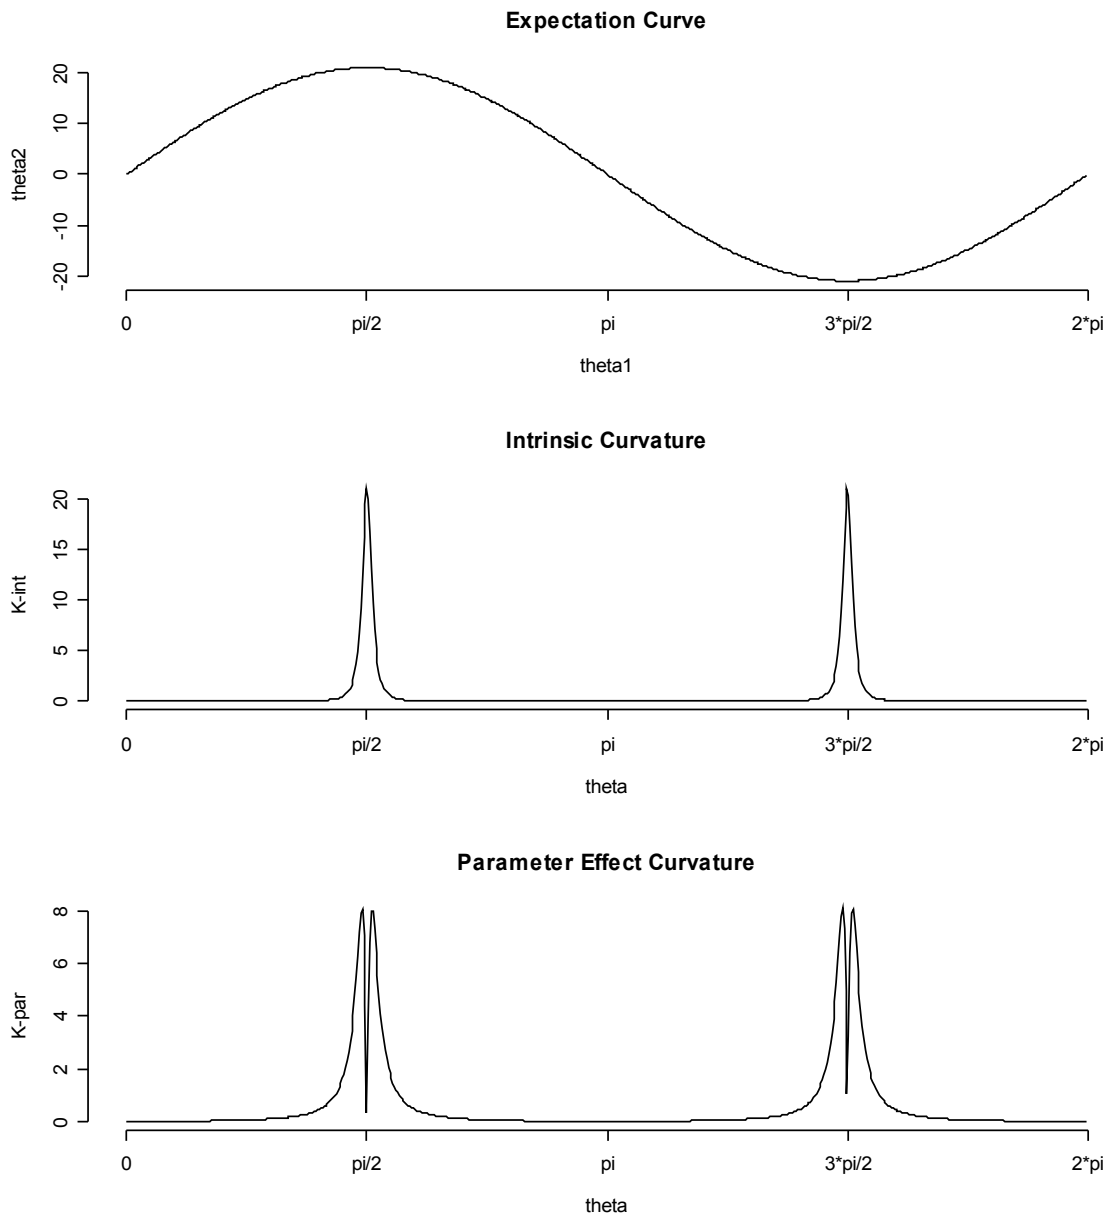 Expectation Curve
20
10
0
-10
-20
theta2
0 pi/2 pi 3*pi/2 2*pi
theta1
Intrinsic Curvature
20
15
10
5
0
K-int
0 pi/2 pi 3*pi/2 2*pi
theta
Parameter Effect Curvature
8
6
4
2
0
K-par
0 pi/2 pi 3*pi/2 2*pi
theta